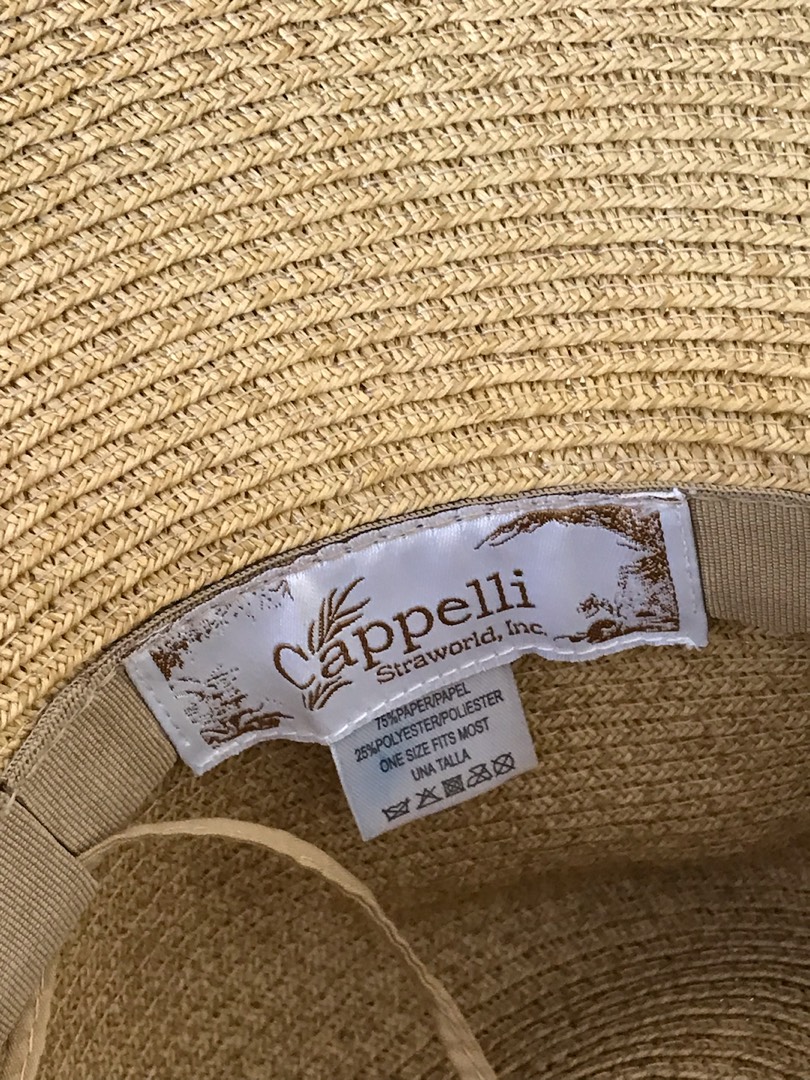 Cappelli
Straworld, Inc.
75%PAPER/PAPEL
25%POLYESTER/POLIESTER
ONE SIZE FITS MOST
UNA TALLA